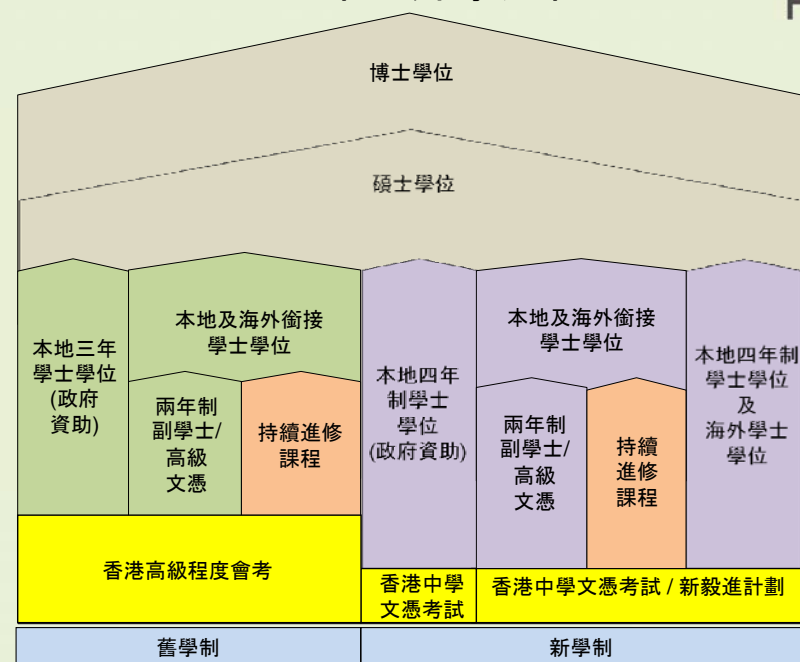 博士學位
碩士學位
本地三年
學士學位
(政府
資助)
本地及海外銜接
學士學位
兩年制
副學士/
高級
文憑
持續進修
課程
本地四年
制學士
學位
(政府資助)
本地及海外銜接
學士學位
兩年制
副學士/
高級
文憑
持續
進修
課程
本地四年制
學士學位
及
海外學士
學位
香港高級程度會考
香港中學
文憑考試
香港中學文憑考試 / 新毅進計劃
舊學制
新學制